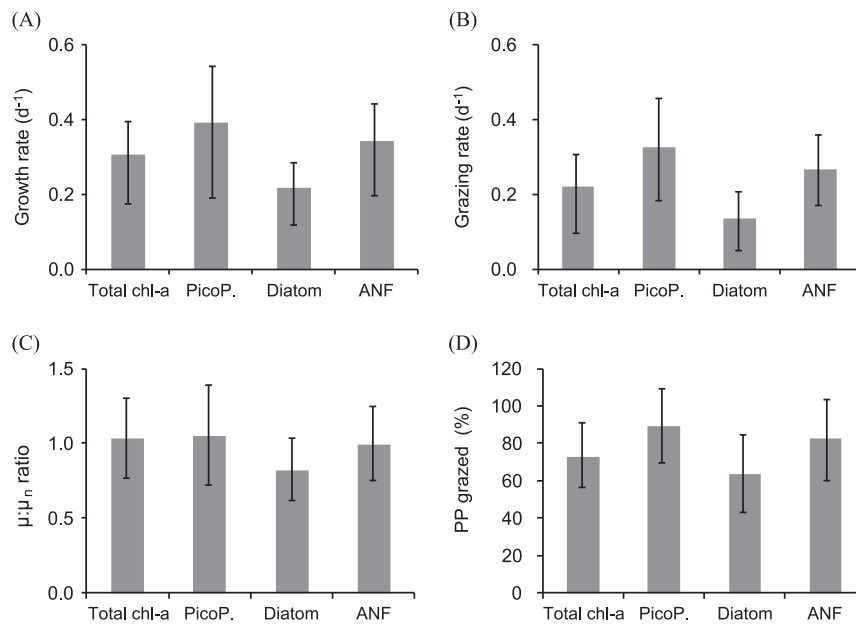 (A)
Growth rate (d⁻¹)
0.6
0.4
0.2
0.0
Total chl-a PicoP. Diatom ANF
(B)
Grazing rate (d⁻¹)
0.6
0.4
0.2
0.0
Total chl-a PicoP. Diatom ANF
(C)
μ:μₙ ratio
1.5
1.0
0.5
0.0
Total chl-a PicoP. Diatom ANF
(D)
PP grazed (%)
120
100
80
60
40
20
0
Total chl-a PicoP. Diatom ANF